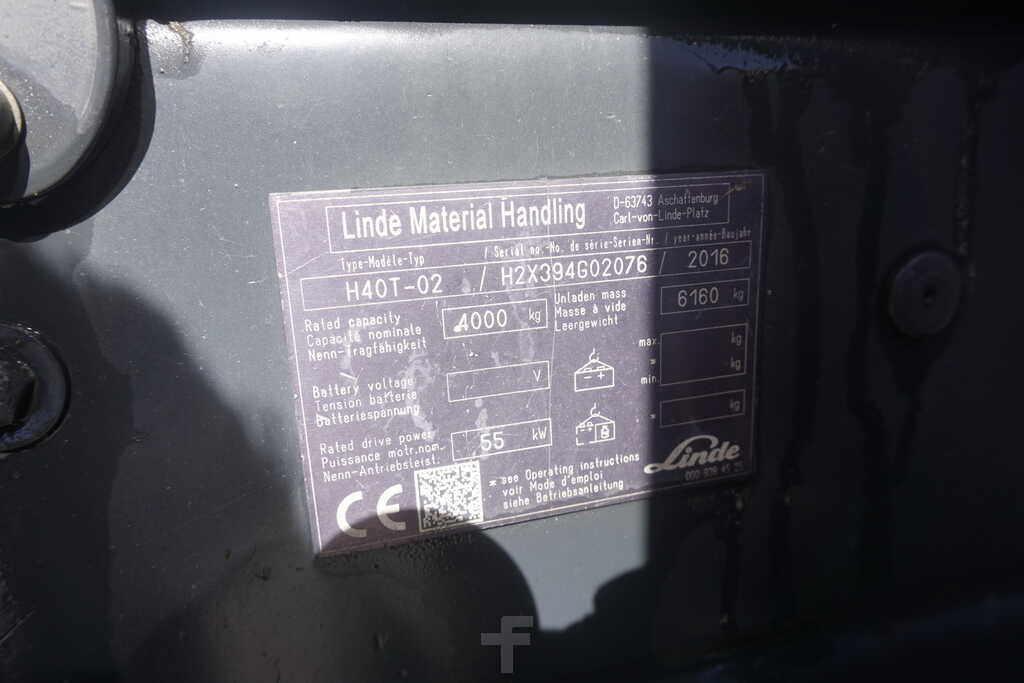 Linde Material Handling
D-63743 Aschaffenburg
Carl-von-Linde-Platz
Type-Modèle-Typ / Serial no.-No. de série-Serien-Nr. / year-année-Baujahr
H40T-02 / H2X394G02076 / 2016
Rated capacity
Capacité nominale
Nenn-Tragfähigkeit
4000 kg
Unladen mass
Masse à vide
Leergewicht
6160 kg
Battery voltage
Tension batterie
Batteriespannung
V
max. kg
* kg
min.
Rated drive power
Puissance motr.nom.
Nenn-Antriebsleist.
55 kW
* kg
CE
* see Operating instructions
voir Mode d'emploi
siehe Betriebsanleitung
Linde